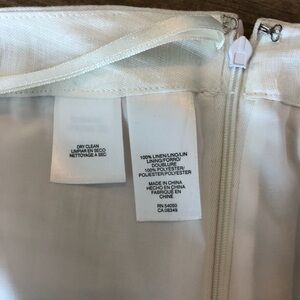 DRY CLEAN
LIMPIAR EN SECO
NETTOYAGE A SEC
100% LINEN/LINO/LIN
LINING/FORRO/
DOUBLURE
100% POLYESTER/
POLIESTER/POLYESTER
MADE IN CHINA
HECHO EN CHINA
FABRIQUE EN
CHINE
RN 54050
CA 08349